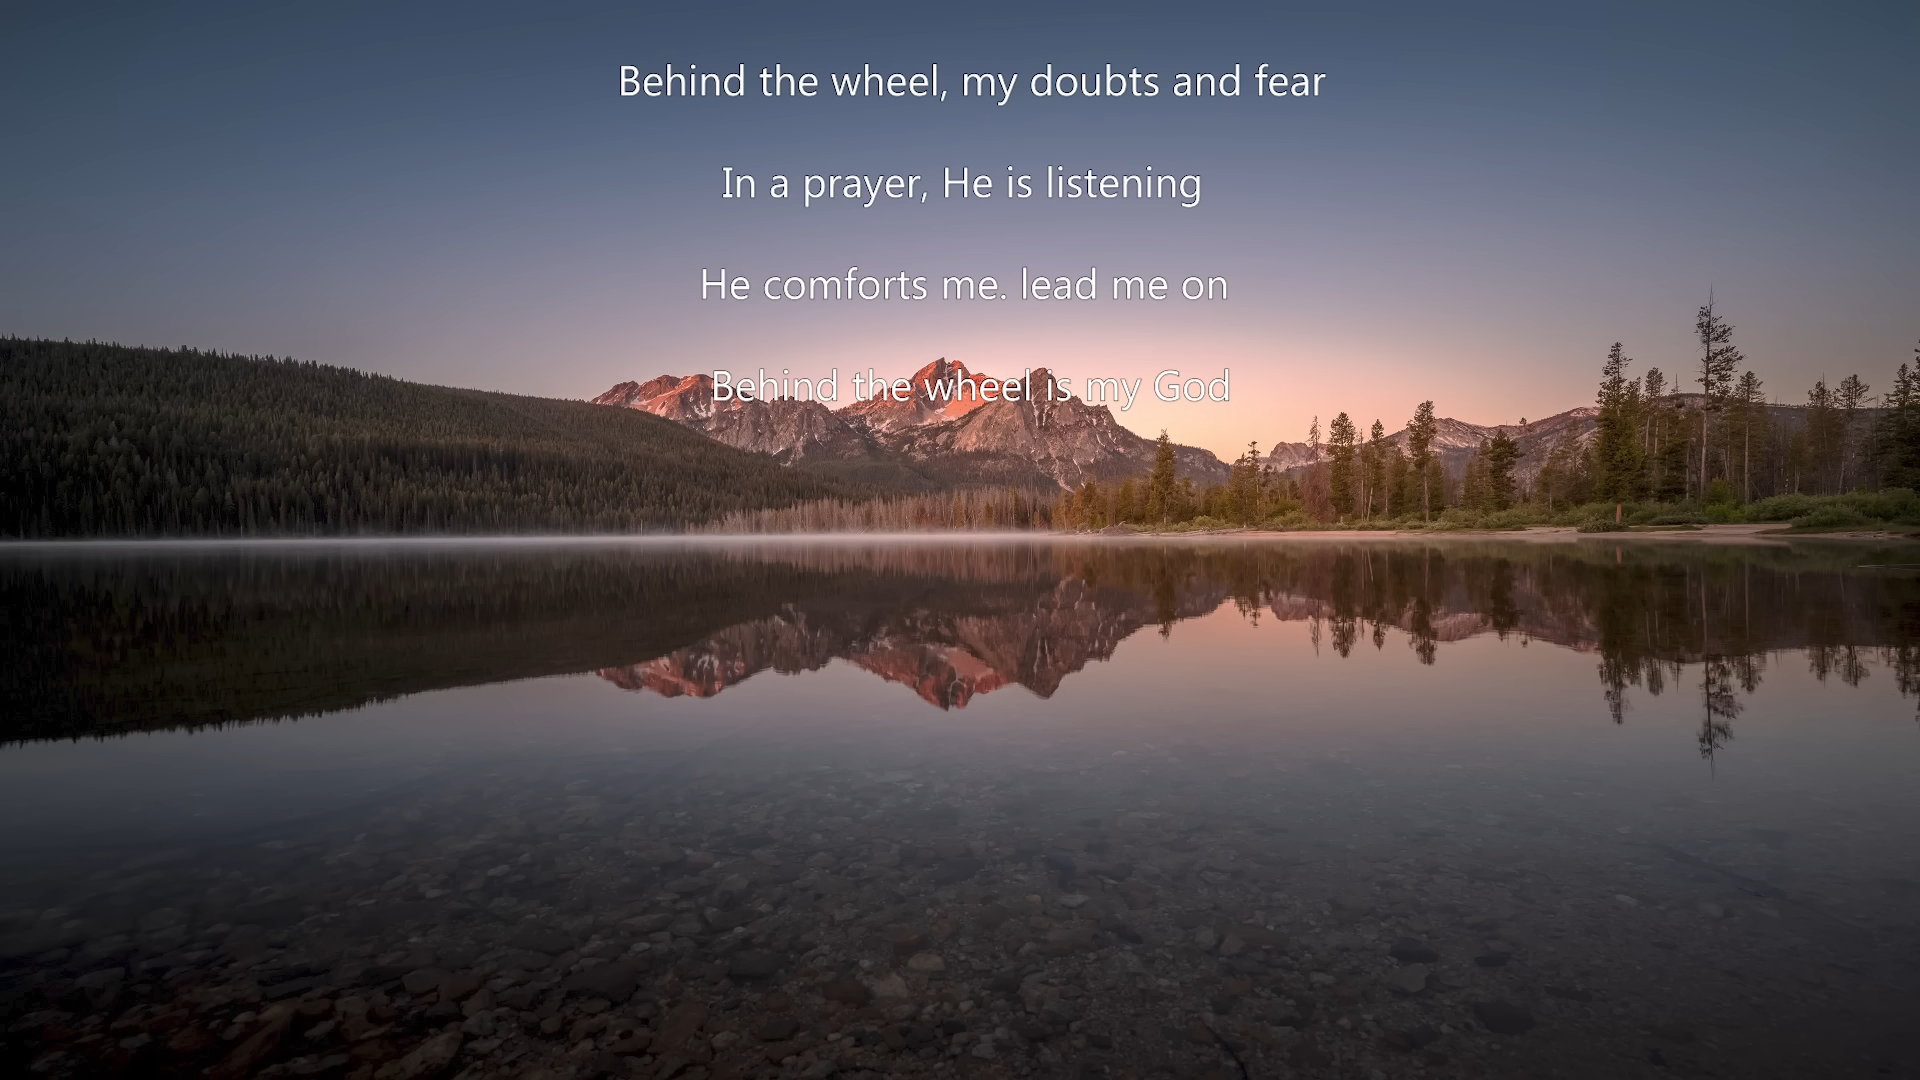 Behind the wheel, my doubts and fear
In a prayer, He is listening
He comforts me. lead me on
Behind the wheel is my God